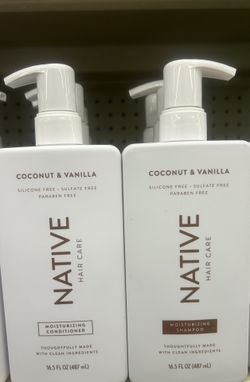 COCONUT & VANILLA
SILICONE FREE • SULFATE FREE
PARABEN FREE
NATIVE
HAIR CARE
MOISTURIZING
CONDITIONER
THOUGHTFULLY MADE
WITH CLEAN INGREDIENTS
16.5 FL OZ (487 mL)
COCONUT & VANILLA
SILICONE FREE • SULFATE FREE
PARABEN FREE
NATIVE
HAIR CARE
MOISTURIZING
SHAMPOO
THOUGHTFULLY MADE
WITH CLEAN INGREDIENTS
16.5 FL OZ (487 mL)